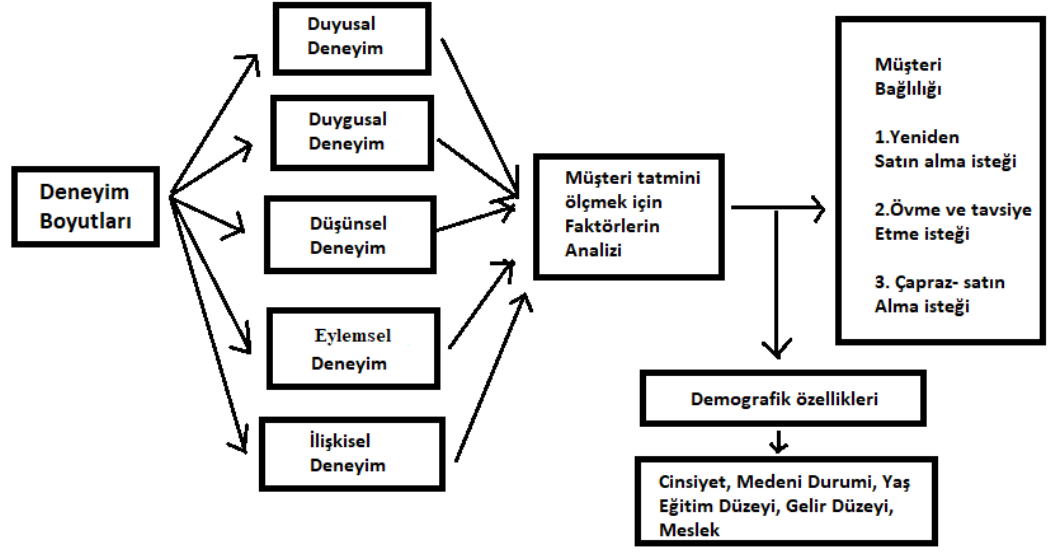 Deneyim
Boyutları
Duyusal
Deneyim
Duygusal
Deneyim
Düşünsel
Deneyim
Eylemsel
Deneyim
İlişkisel
Deneyim
Müşteri tatmini
ölçmek için
Faktörlerin
Analizi
Müşteri
Bağlılığı
1.Yeniden
Satın alma isteği
2.Övme ve tavsiye
Etme isteği
3. Çapraz- satın
Alma isteği
Demografik özellikleri
Cinsiyet, Medeni Durumi, Yaş
Eğitim Düzeyi, Gelir Düzeyi,
Meslek